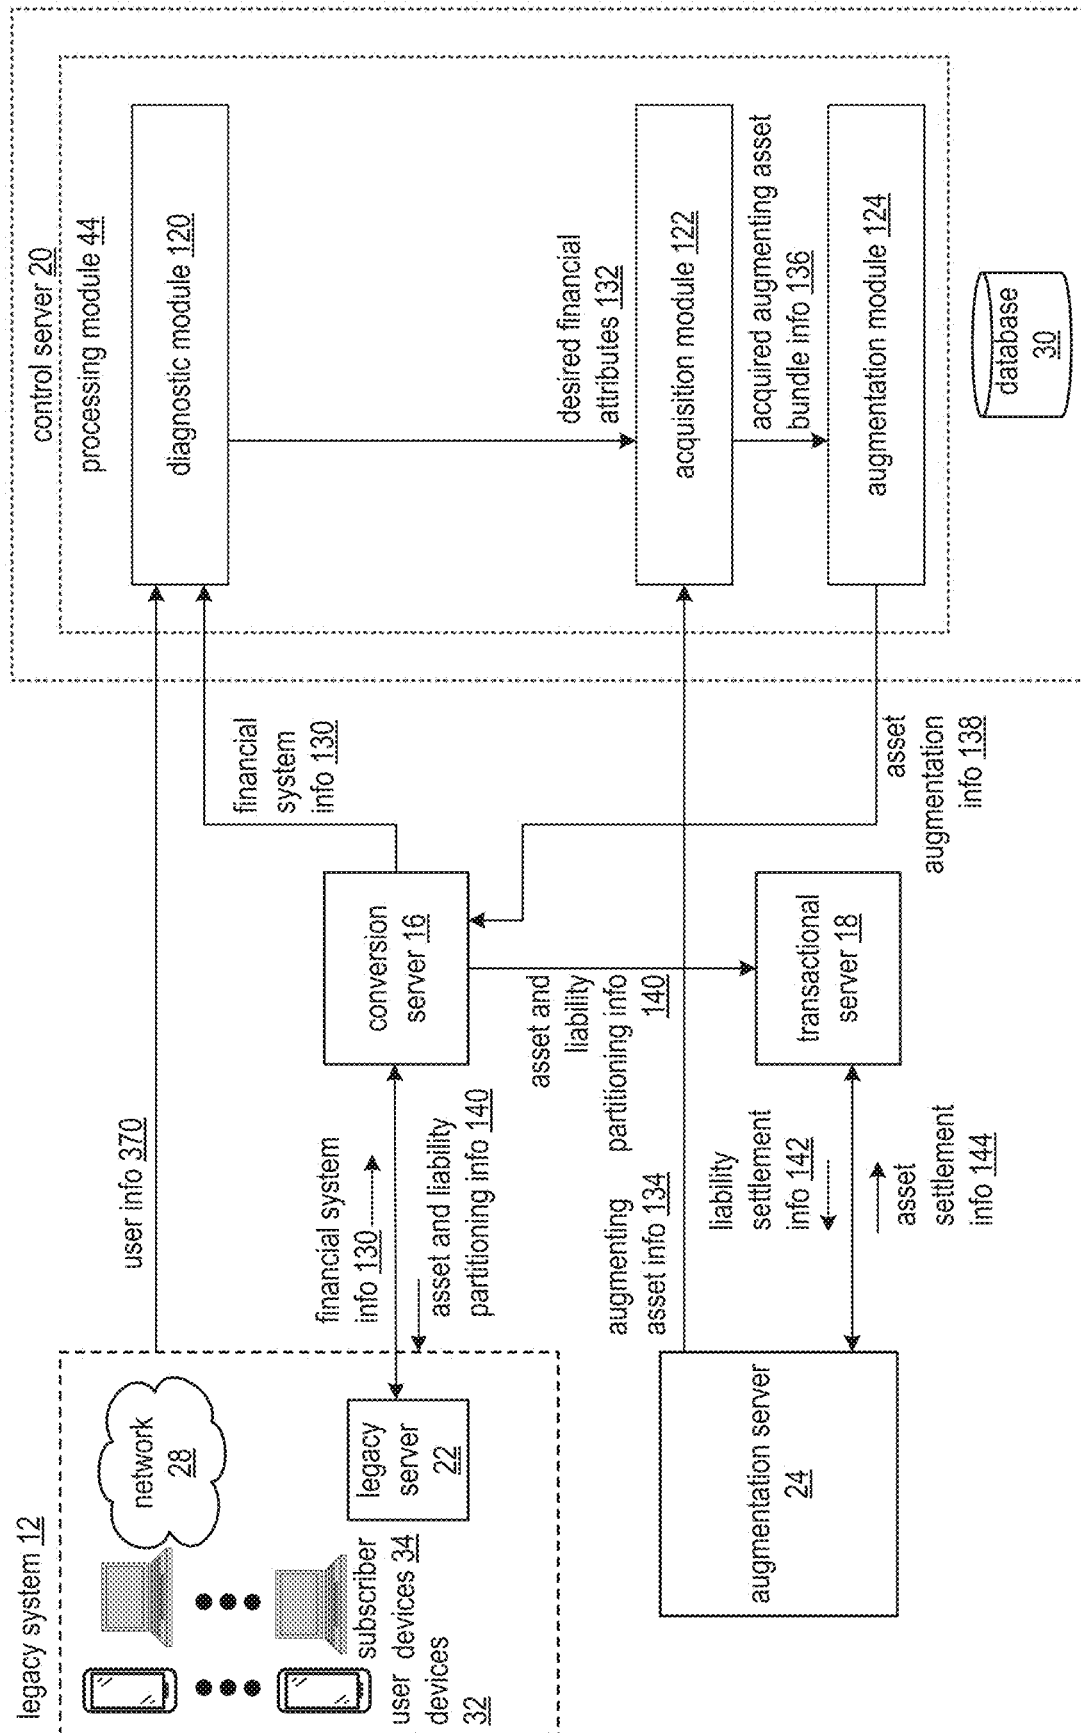 legacy system 12
network
28
legacy
server
22
subscriber
devices 34
user
devices
32
user info 370
financial system
info 130
asset and liability
partitioning info 140
conversion
server 16
financial
system
info 130
control server 20
processing module 44
diagnostic module 120
desired financial
attributes 132
acquisition module 122
acquired augmenting asset
bundle info 136
augmentation module 124
database
30
asset and
liability
partitioning info
140
augmenting
asset info 134
transactional
server 18
asset
augmentation
info 138
liability
settlement
info 142
asset
settlement
info 144
augmentation server
24